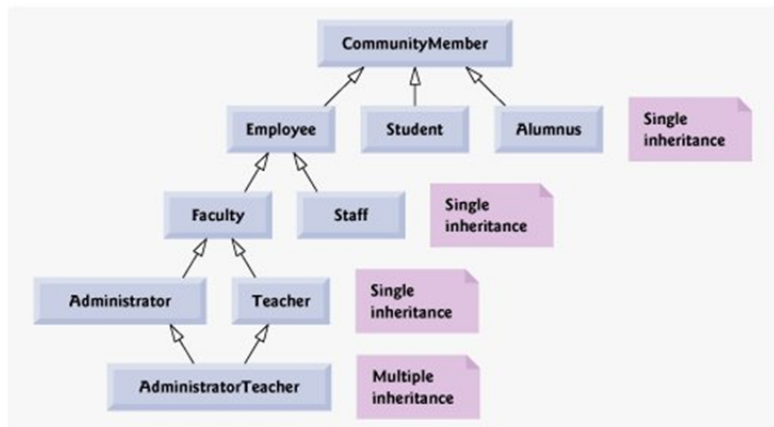 CommunityMember
Employee
Student
Alumnus
Single
inheritance
Faculty
Staff
Single
inheritance
Administrator
Teacher
Single
inheritance
AdministratorTeacher
Multiple
inheritance